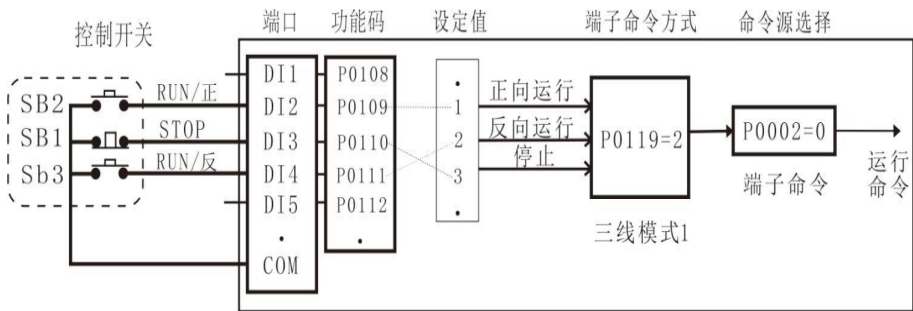 控制开关
端口
功能码
设定值
端子命令方式
命令源选择
SB2
RUN/正
SB1
STOP
Sb3
RUN/反
DI1
DI2
DI3
DI4
DI5
COM
P0108
P0109
P0110
P0111
P0112
1
2
3
正向运行
反向运行
停止
P0119=2
三线模式1
P0002=0
端子命令
运行
命令